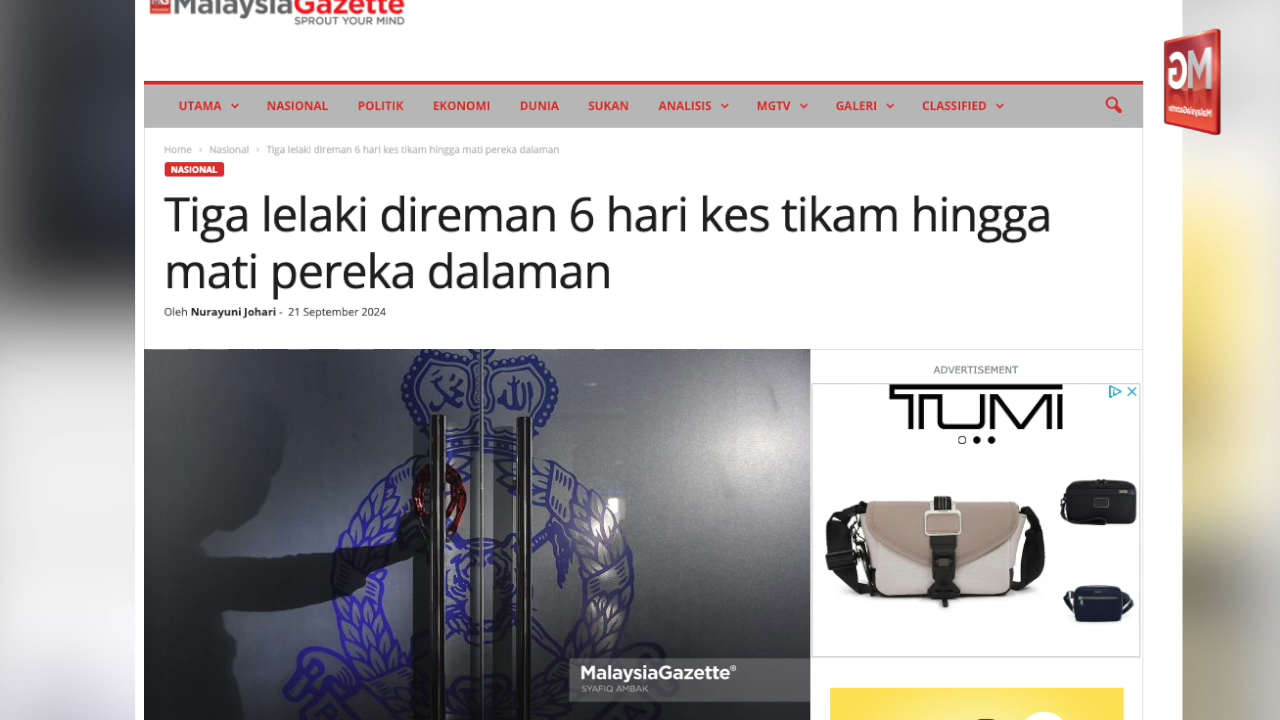 MalaysiaGazette
SPROUT YOUR MIND
UTAMA NASIONAL POLITIK EKONOMI DUNIA SUKAN ANALISIS MGTV GALERI CLASSIFIED
Home › Nasional › Tiga lelaki direman 6 hari kes tikam hingga mati pereka dalaman
NASIONAL
Tiga lelaki direman 6 hari kes tikam hingga
mati pereka dalaman
Oleh Nurayuni Johari - 21 September 2024
ADVERTISEMENT
TUMI
محمد
الله
MalaysiaGazette®
SYAFIQ AMBAK